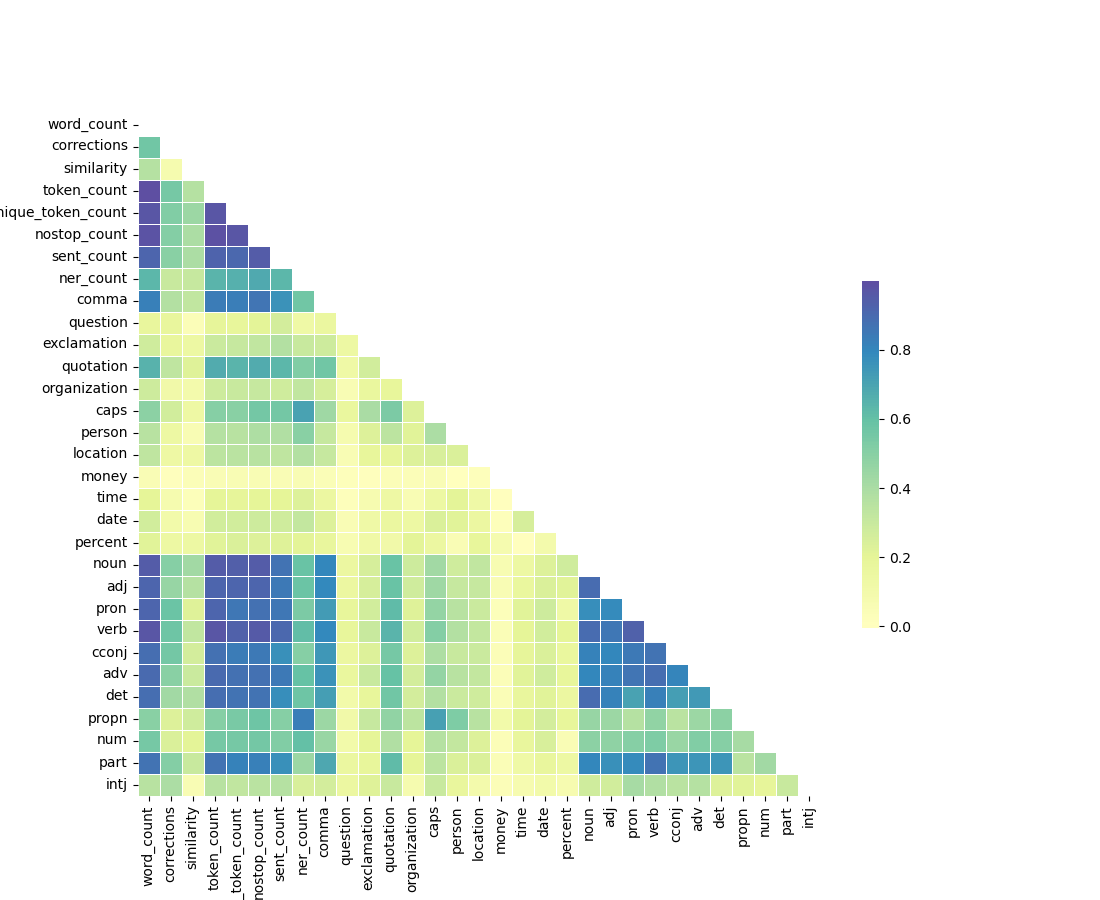 word_count
corrections
similarity
token_count
nique_token_count
nostop_count
sent_count
ner_count
comma
question
exclamation
quotation
organization
caps
person
location
money
time
date
percent
noun
adj
pron
verb
cconj
adv
det
propn
num
part
intj
0.8
0.6
0.4
0.2
0.0
word_count
corrections
similarity
token_count
_token_count
nostop_count
sent_count
ner_count
comma
question
exclamation
quotation
organization
caps
person
location
money
time
date
percent
noun
adj
pron
verb
cconj
adv
det
propn
num
part
intj